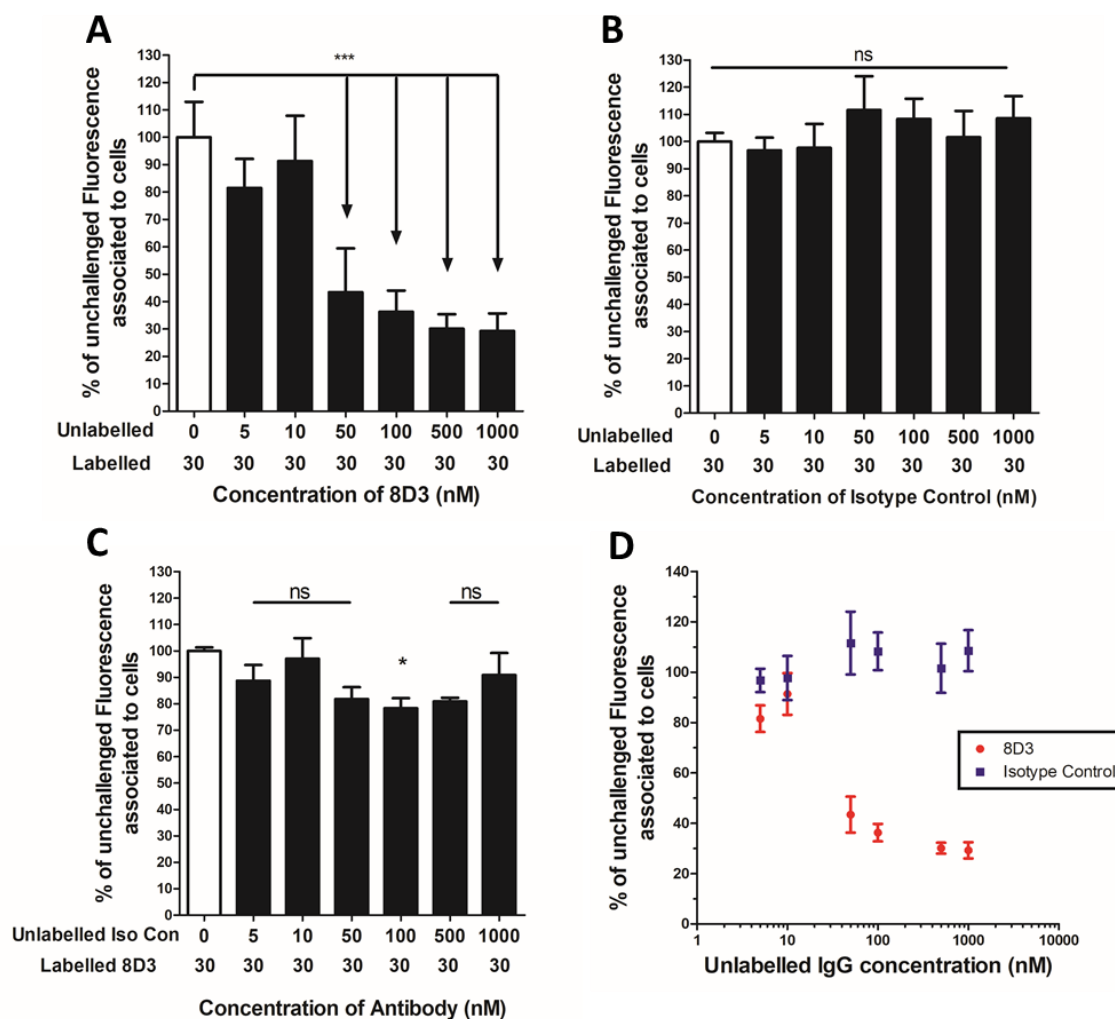 A
% of unchallenged Fluorescence
associated to cells
130
120
110
100
90
80
70
60
50
40
30
20
10
0
***
Unlabelled 0 5 10 50 100 500 1000
Labelled 30 30 30 30 30 30 30
Concentration of 8D3 (nM)
B
% of unchallenged Fluorescence
associated to cells
130
120
110
100
90
80
70
60
50
40
30
20
10
0
ns
Unlabelled 0 5 10 50 100 500 1000
Labelled 30 30 30 30 30 30 30
Concentration of Isotype Control (nM)
C
% of unchallenged Fluorescence
associated to cells
130
120
110
100
90
80
70
60
50
40
30
20
10
0
ns
*
ns
Unlabelled Iso Con 0 5 10 50 100 500 1000
Labelled 8D3 30 30 30 30 30 30 30
Concentration of Antibody (nM)
D
% of unchallenged Fluorescence
associated to cells
140
120
100
80
60
40
20
0
8D3
Isotype Control
1 10 100 1000 10000
Unlabelled IgG concentration (nM)